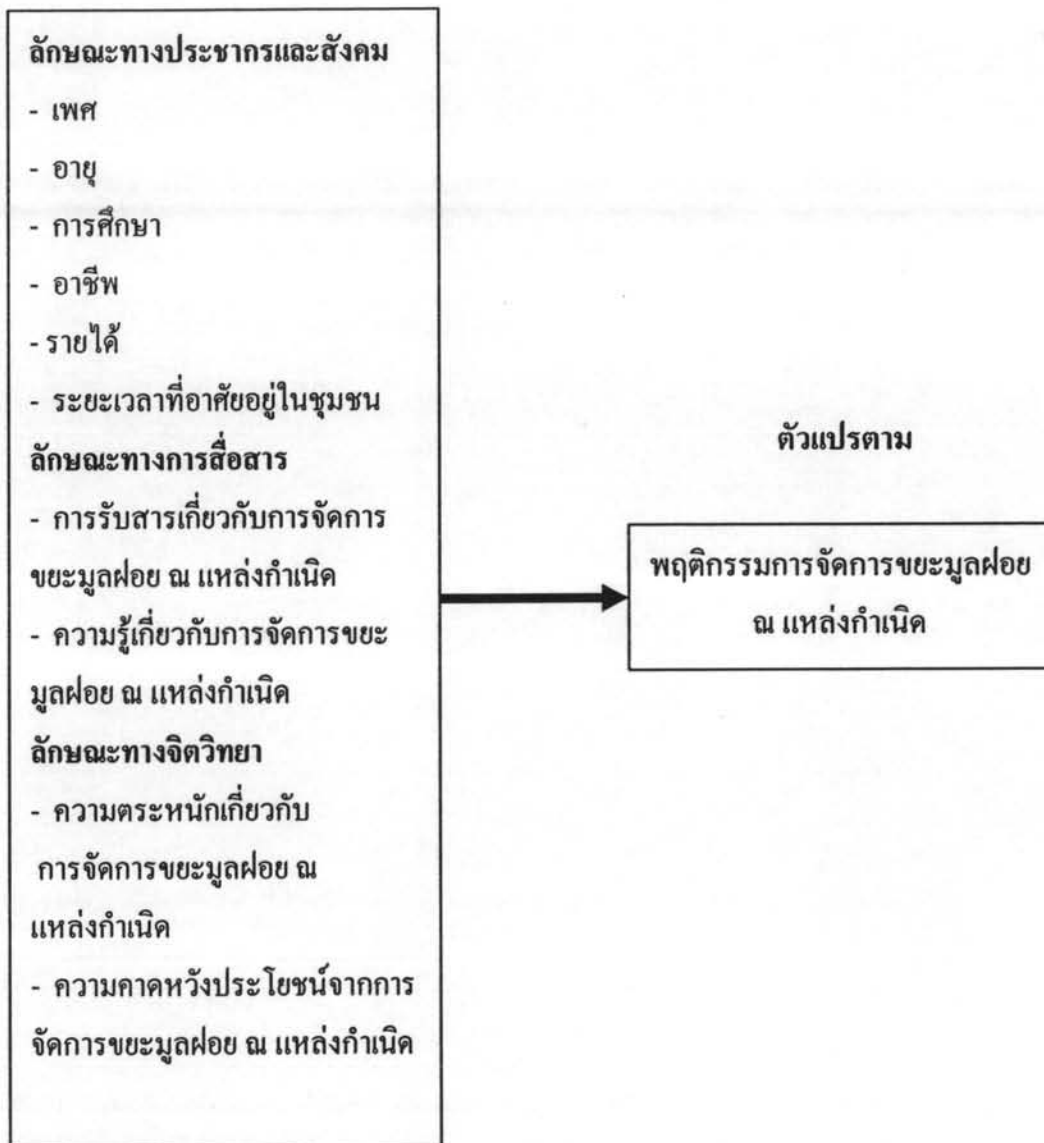 ลักษณะทางประชากรและสังคม
- เพศ
- อายุ
- การศึกษา
- อาชีพ
- รายได้
- ระยะเวลาที่อาศัยอยู่ในชุมชน
ลักษณะทางการสื่อสาร
- การรับสารเกี่ยวกับการจัดการ
ขยะมูลฝอย ณ แหล่งกำเนิด
- ความรู้เกี่ยวกับการจัดการขยะ
มูลฝอย ณ แหล่งกำเนิด
ลักษณะทางจิตวิทยา
- ความตระหนักเกี่ยวกับ
การจัดการขยะมูลฝอย ณ
แหล่งกำเนิด
- ความคาดหวังประโยชน์จากการ
จัดการขยะมูลฝอย ณ แหล่งกำเนิด
ตัวแปรตาม
พฤติกรรมการจัดการขยะมูลฝอย
ณ แหล่งกำเนิด